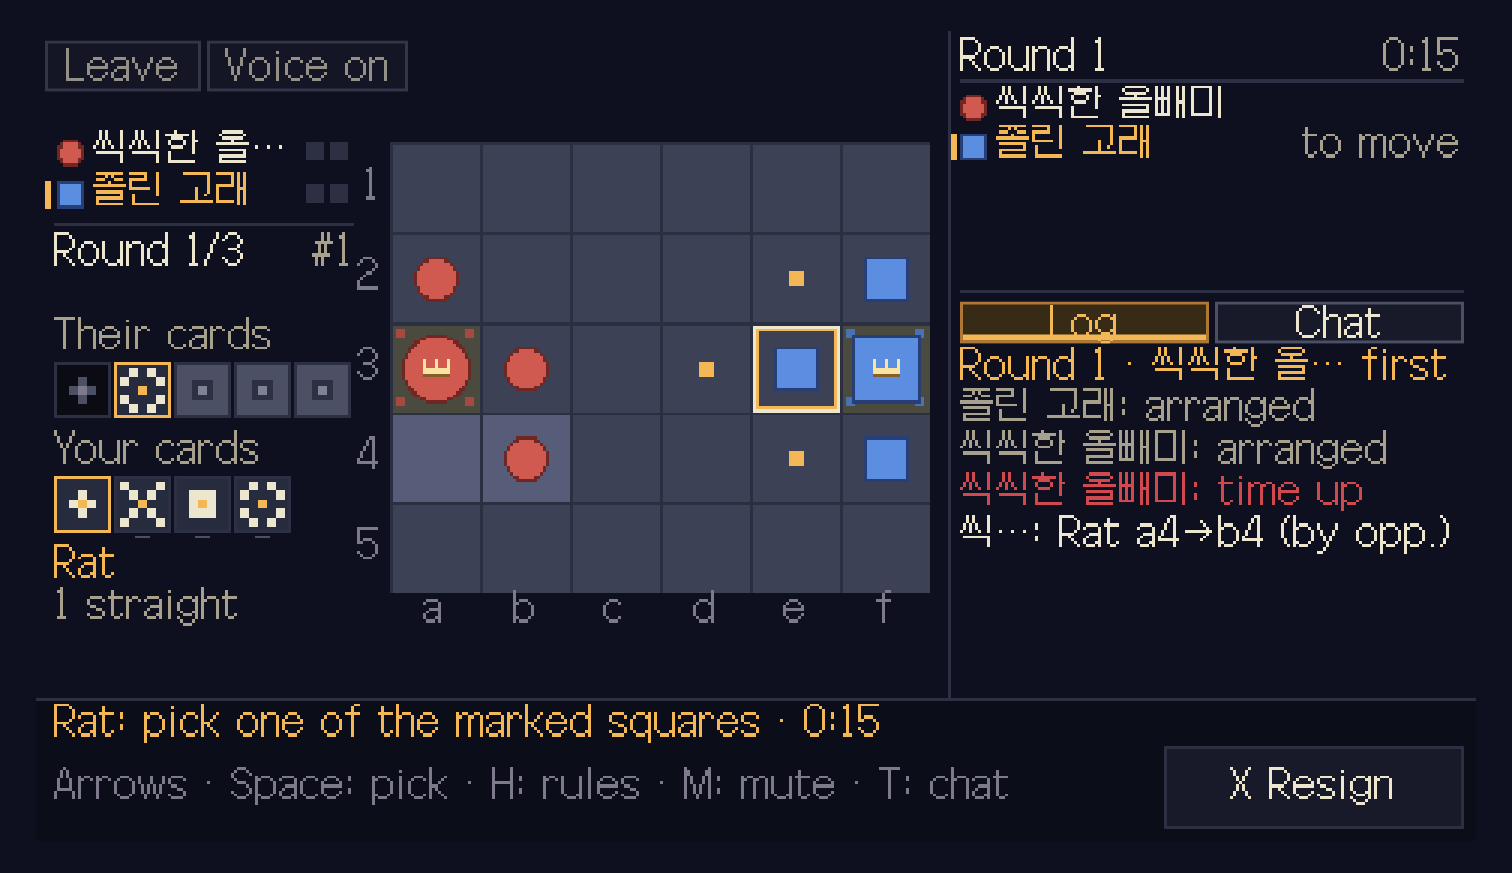 Leave
Voice on
씩씩한 올…
졸린 고래
Round 1/3 #1
Their cards
Your cards
Rat
1 straight
1
2
3
4
5
a b c d e f
E
E
Round 1 0:15
씩씩한 올빼미
졸린 고래 to move
Log
Chat
Round 1 · 씩씩한 올… first
졸린 고래: arranged
씩씩한 올빼미: arranged
씩씩한 올빼미: time up
씩…: Rat a4→b4 (by opp.)
Rat: pick one of the marked squares · 0:15
Arrows · Space: pick · H: rules · M: mute · T: chat
X Resign